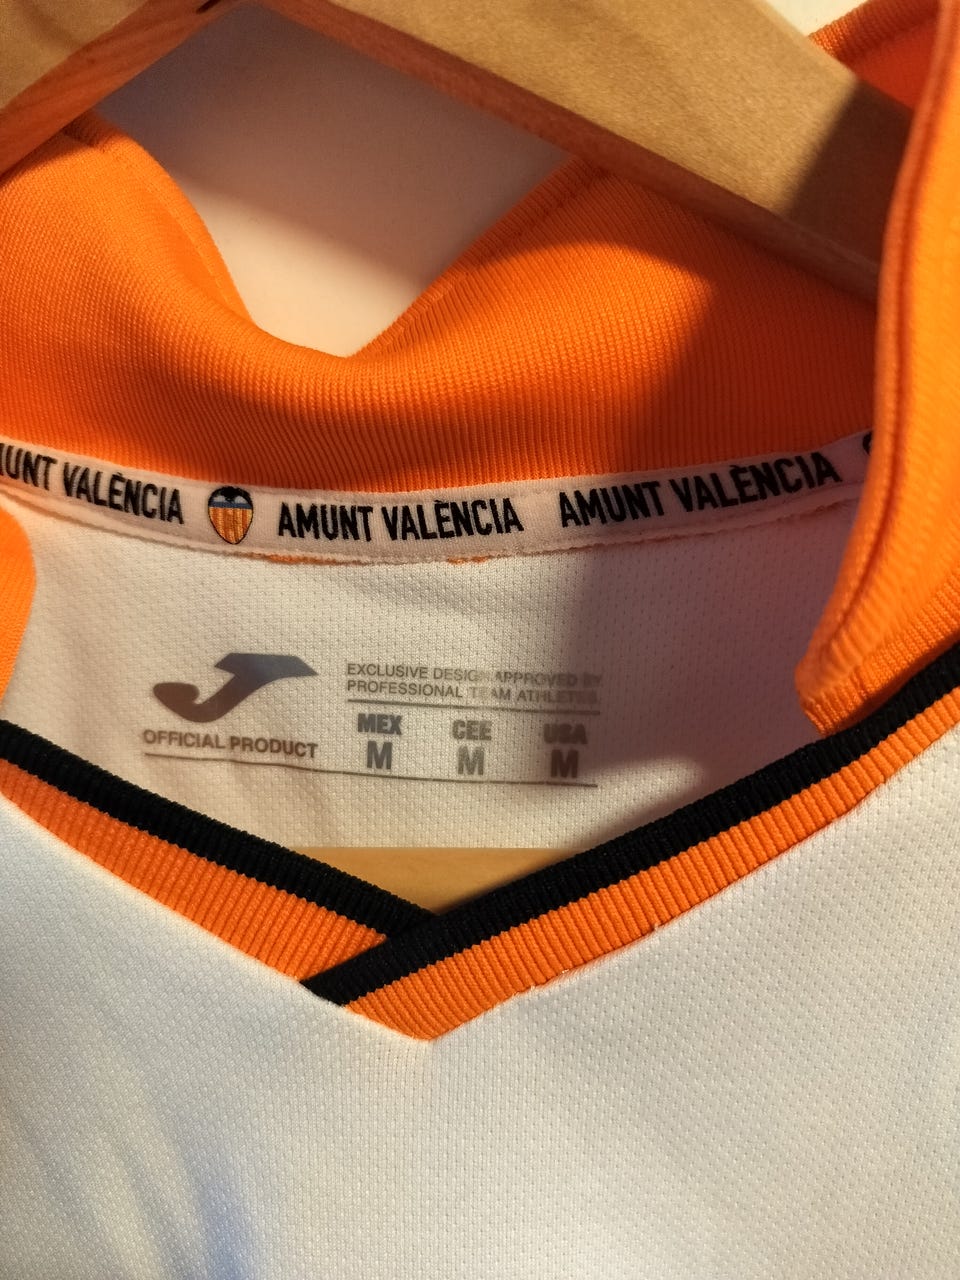 AMUNT VALÈNCIA AMUNT VALÈNCIA AMUNT VALÈNCIA
EXCLUSIVE DESIGN APPROVED BY
PROFESSIONAL TEAM ATHLETES
OFFICIAL PRODUCT
MEX CEE USA
M M M